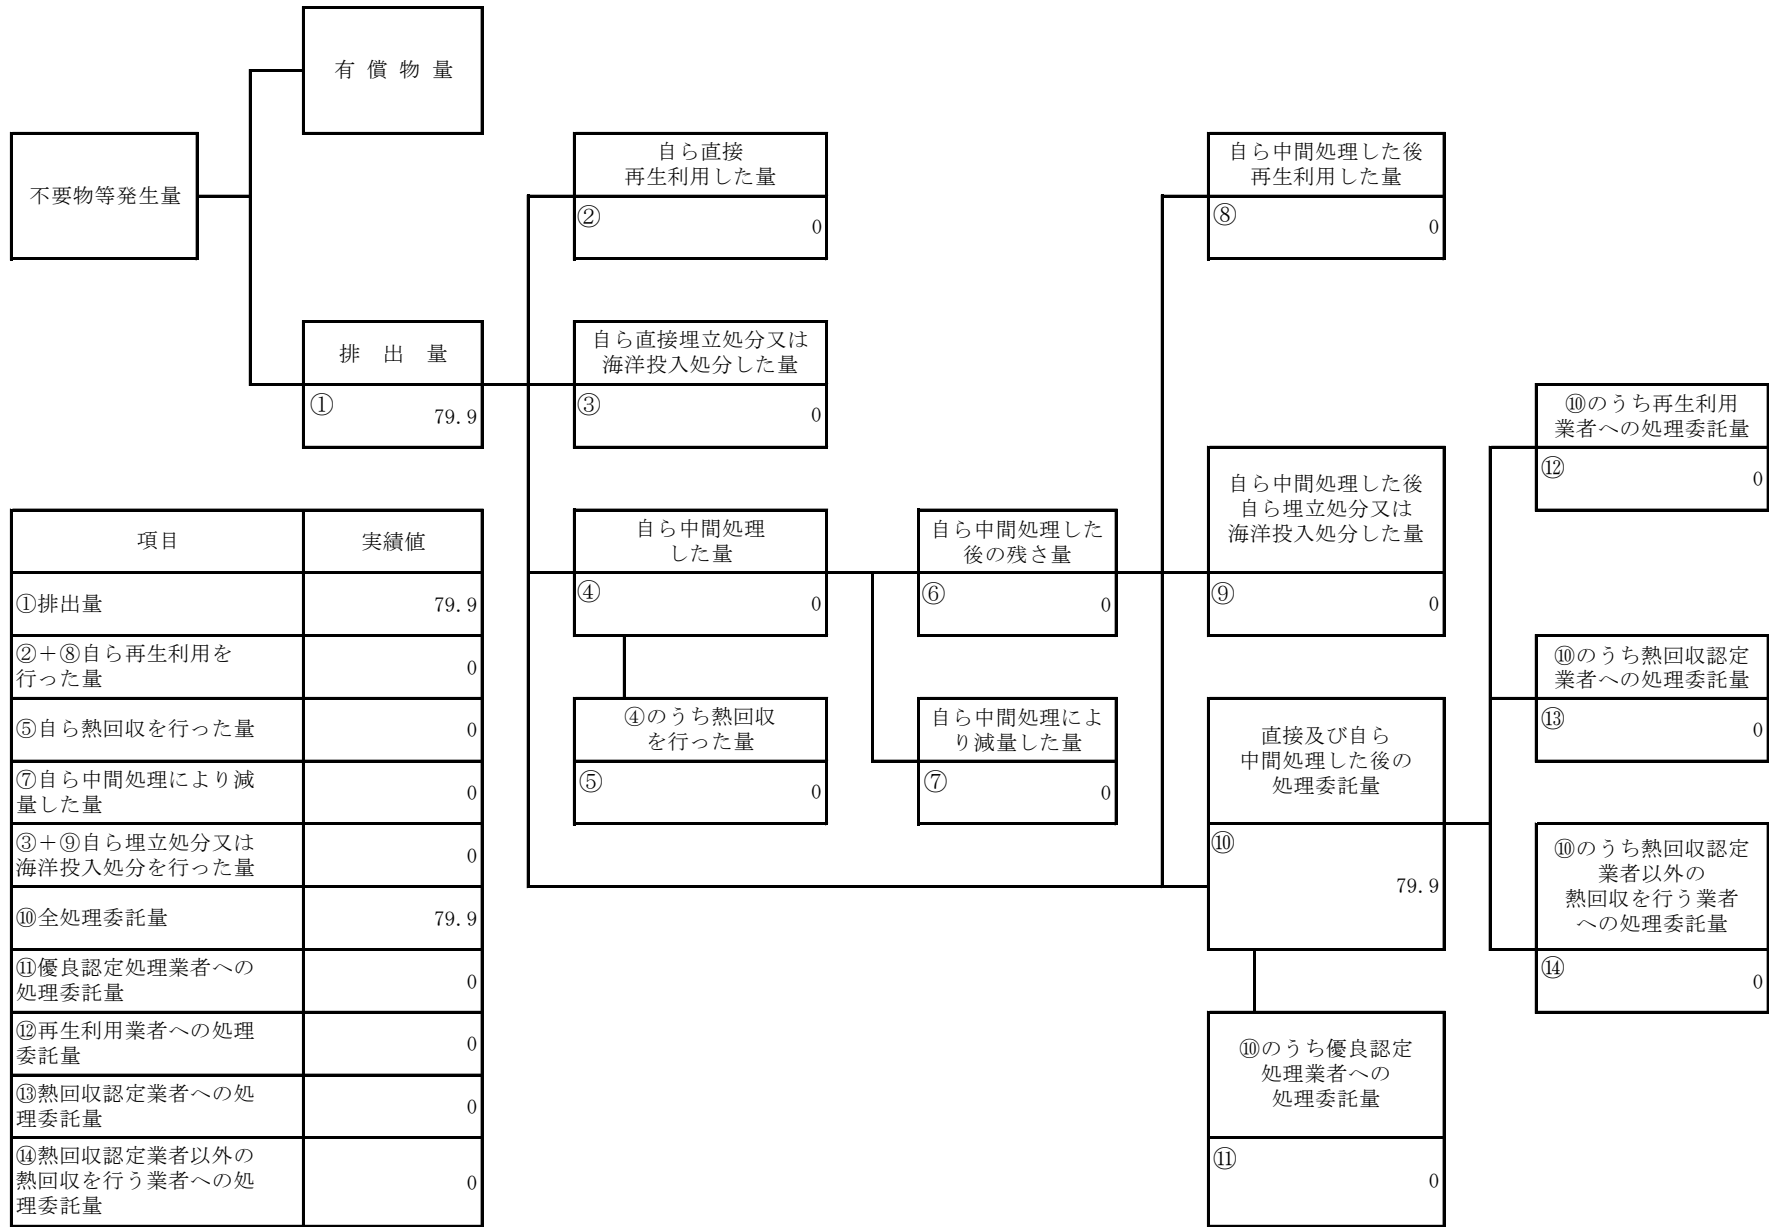 有償物量
不要物等発生量
排出量
①
79.9
自ら直接
再生利用した量
②
0
自ら直接埋立処分又は
海洋投入処分した量
③
0
自ら中間処理
した量
④
0
④のうち熱回収
を行った量
⑤
0
自ら中間処理した
後の残さ量
⑥
0
自ら中間処理によ
り減量した量
⑦
0
自ら中間処理した後
再生利用した量
⑧
0
自ら中間処理した後
自ら埋立処分又は
海洋投入処分した量
⑨
0
直接及び自ら
中間処理した後の
処理委託量
⑩
79.9
⑩のうち優良認定
処理業者への
処理委託量
⑪
0
⑩のうち再生利用
業者への処理委託量
⑫
0
⑩のうち熱回収認定
業者への処理委託量
⑬
0
⑩のうち熱回収認定
業者以外の
熱回収を行う業者
への処理委託量
⑭
0
項目 実績値
①排出量 79.9
②+⑧自ら再生利用を
行った量 0
⑤自ら熱回収を行った量 0
⑦自ら中間処理により減
量した量 0
③+⑨自ら埋立処分又は
海洋投入処分を行った量 0
⑩全処理委託量 79.9
⑪優良認定処理業者への
処理委託量 0
⑫再生利用業者への処理
委託量 0
⑬熱回収認定業者への処
理委託量 0
⑭熱回収認定業者以外の
熱回収を行う業者への処
理委託量 0